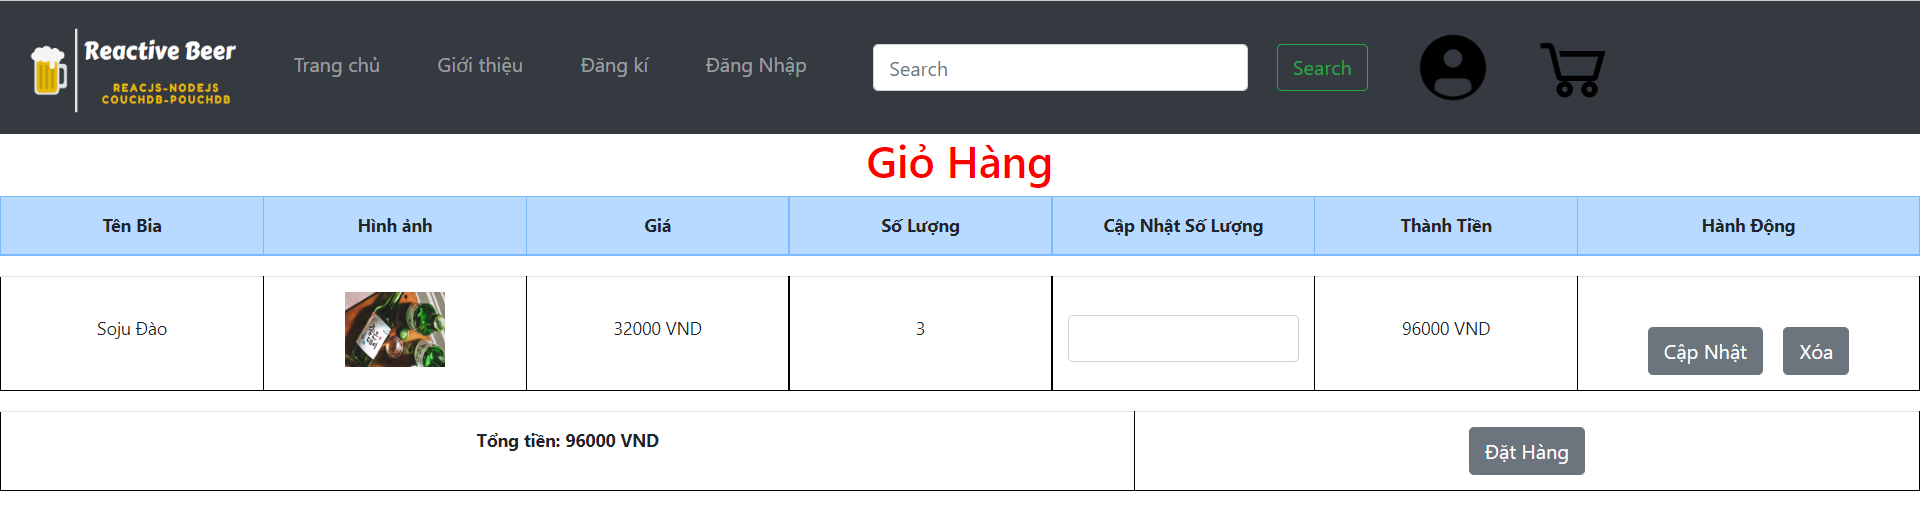 Reactive Beer
REACJS-NODEJS
COUCHDB-POUCHDB
Trang chủ
Giới thiệu
Đăng kí
Đăng Nhập
Search
Search
Giỏ Hàng
Tên Bia
Hình ảnh
Giá
Số Lượng
Cập Nhật Số Lượng
Thành Tiền
Hành Động
Soju Đào
32000 VND
3
96000 VND
Cập Nhật
Xóa
Tổng tiền: 96000 VND
Đặt Hàng